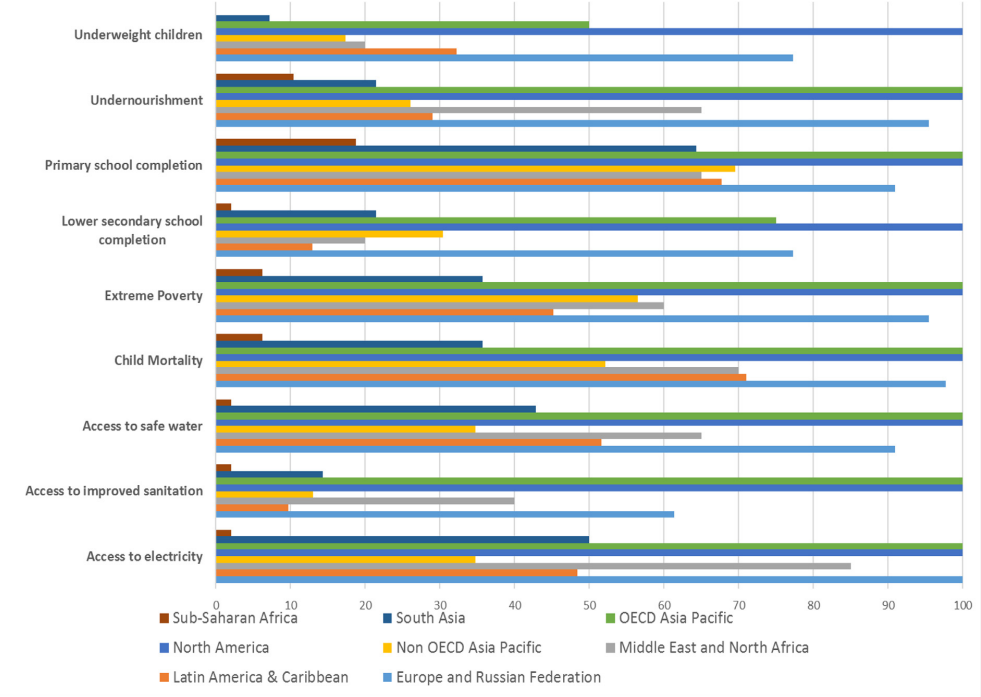 Underweight children
Undernourishment
Primary school completion
Lower secondary school
completion
Extreme Poverty
Child Mortality
Access to safe water
Access to improved sanitation
Access to electricity
0 10 20 30 40 50 60 70 80 90 100
Sub-Saharan Africa South Asia OECD Asia Pacific
North America Non OECD Asia Pacific Middle East and North Africa
Latin America & Caribbean Europe and Russian Federation